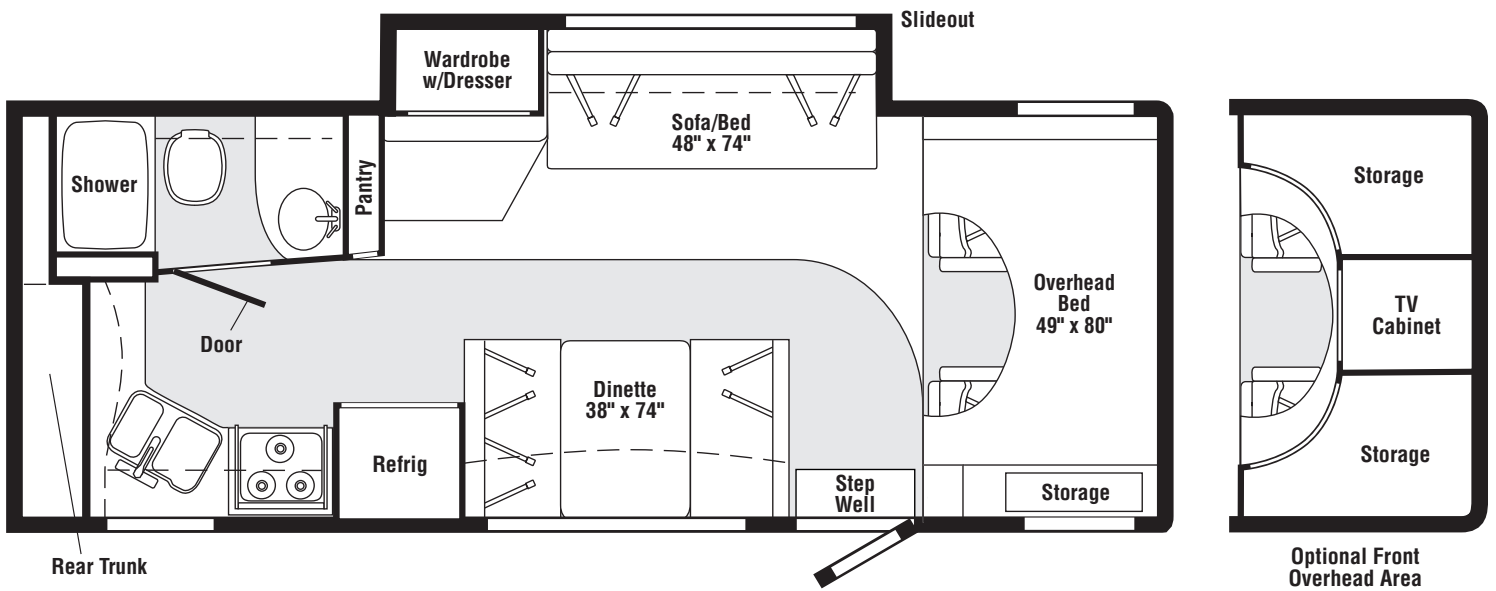 Slideout
Wardrobe
w/Dresser
Sofa/Bed
48" x 74"
Shower
Pantry
Storage
Overhead
Bed
49" x 80"
TV
Cabinet
Door
Dinette
38" x 74"
Refrig
Storage
Step
Well
Storage
Rear Trunk
Optional Front
Overhead Area